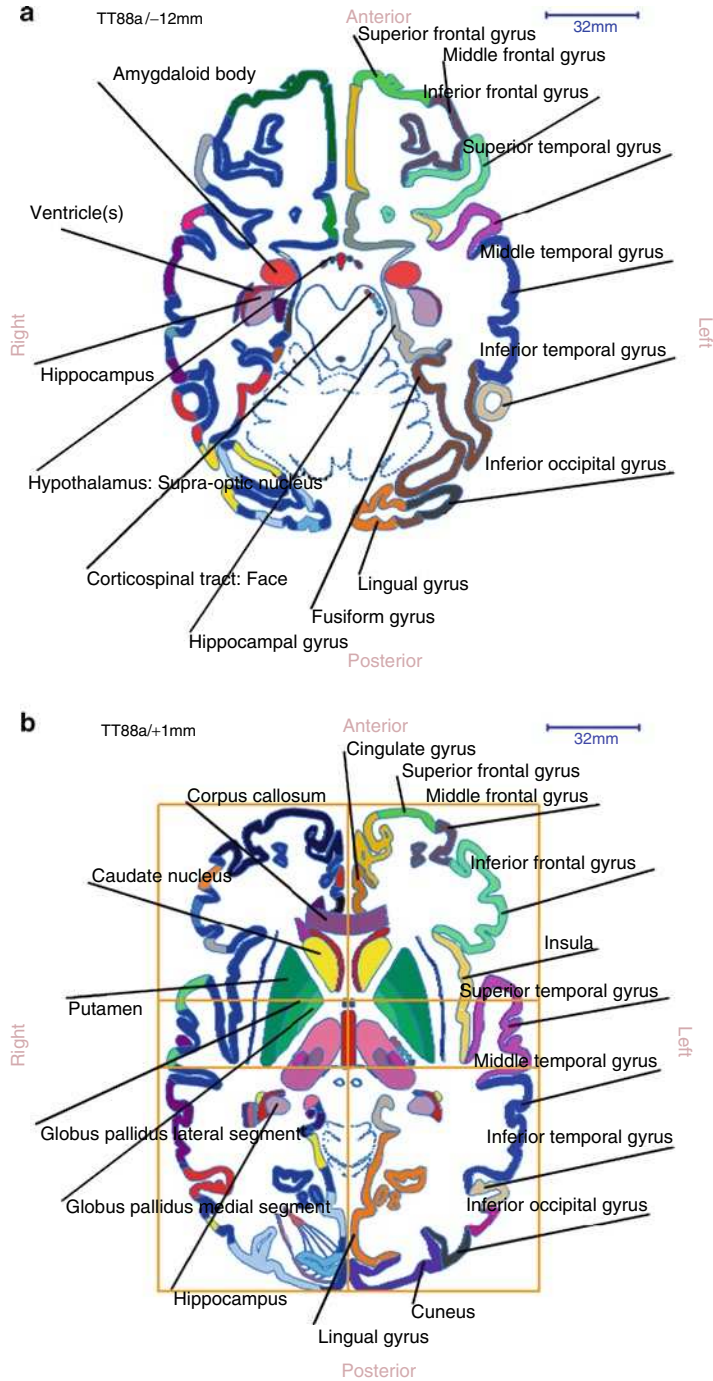 a
TT88a/–12mm
Anterior
32mm
Superior frontal gyrus
Middle frontal gyrus
Amygdaloid body
Inferior frontal gyrus
Superior temporal gyrus
Ventricle(s)
Middle temporal gyrus
Right
Left
Inferior temporal gyrus
Hippocampus
Inferior occipital gyrus
Hypothalamus: Supra-optic nucleus
Corticospinal tract: Face
Lingual gyrus
Fusiform gyrus
Hippocampal gyrus
Posterior
b
TT88a/+1mm
Anterior
32mm
Cingulate gyrus
Superior frontal gyrus
Corpus callosum
Middle frontal gyrus
Inferior frontal gyrus
Caudate nucleus
Insula
Superior temporal gyrus
Putamen
Right
Left
Middle temporal gyrus
Globus pallidus lateral segment
Inferior temporal gyrus
Globus pallidus medial segment
Inferior occipital gyrus
Hippocampus
Cuneus
Lingual gyrus
Posterior